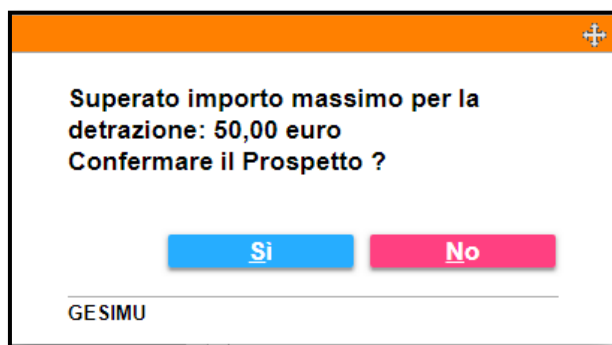 Superato importo massimo per la
detrazione: 50,00 euro
Confermare il Prospetto ?
Sì No
GESIMU